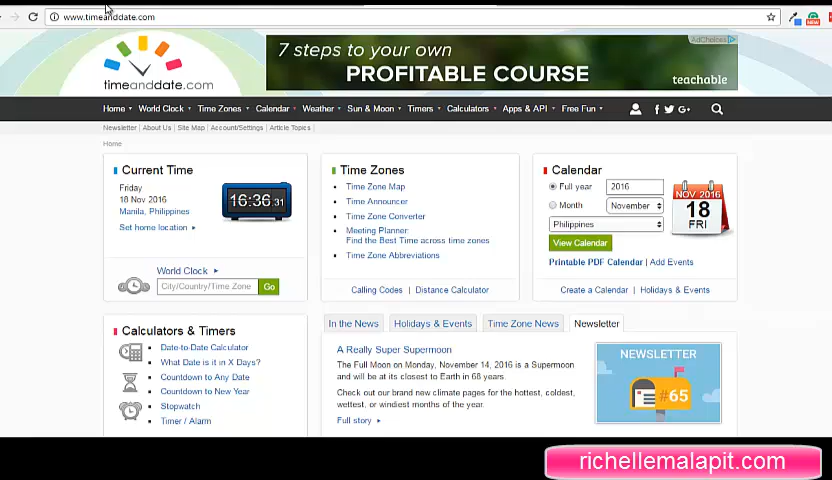 www.timeanddate.com
timeanddate.com
7 steps to your own
PROFITABLE COURSE
AdChoices
teachable
Home World Clock Time Zones Calendar Weather Sun & Moon Timers Calculators Apps & API Free Fun
Newsletter | About Us | Site Map | Account/Settings | Article Topics |
Home
Current Time
Friday
18 Nov 2016
Manila, Philippines
Set home location
16:36 31
World Clock
City/Country/Time Zone Go
Time Zones
Time Zone Map
Time Announcer
Time Zone Converter
Meeting Planner:
Find the Best Time across time zones
Time Zone Abbreviations
Calling Codes | Distance Calculator
Calendar
Full year 2016
Month November
Philippines
View Calendar
NOV 2016
18
FRI
Printable PDF Calendar | Add Events
Create a Calendar | Holidays & Events
Calculators & Timers
Date-to-Date Calculator
What Date is it in X Days?
Countdown to Any Date
Countdown to New Year
Stopwatch
Timer / Alarm
In the News Holidays & Events Time Zone News Newsletter
A Really Super Supermoon
The Full Moon on Monday, November 14, 2016 is a Supermoon
and will be at its closest to Earth in 68 years.
Check out our brand new climate pages for the hottest, coldest,
wettest, or windiest months of the year.
Full story
NEWSLETTER
#65
richellemalapit.com